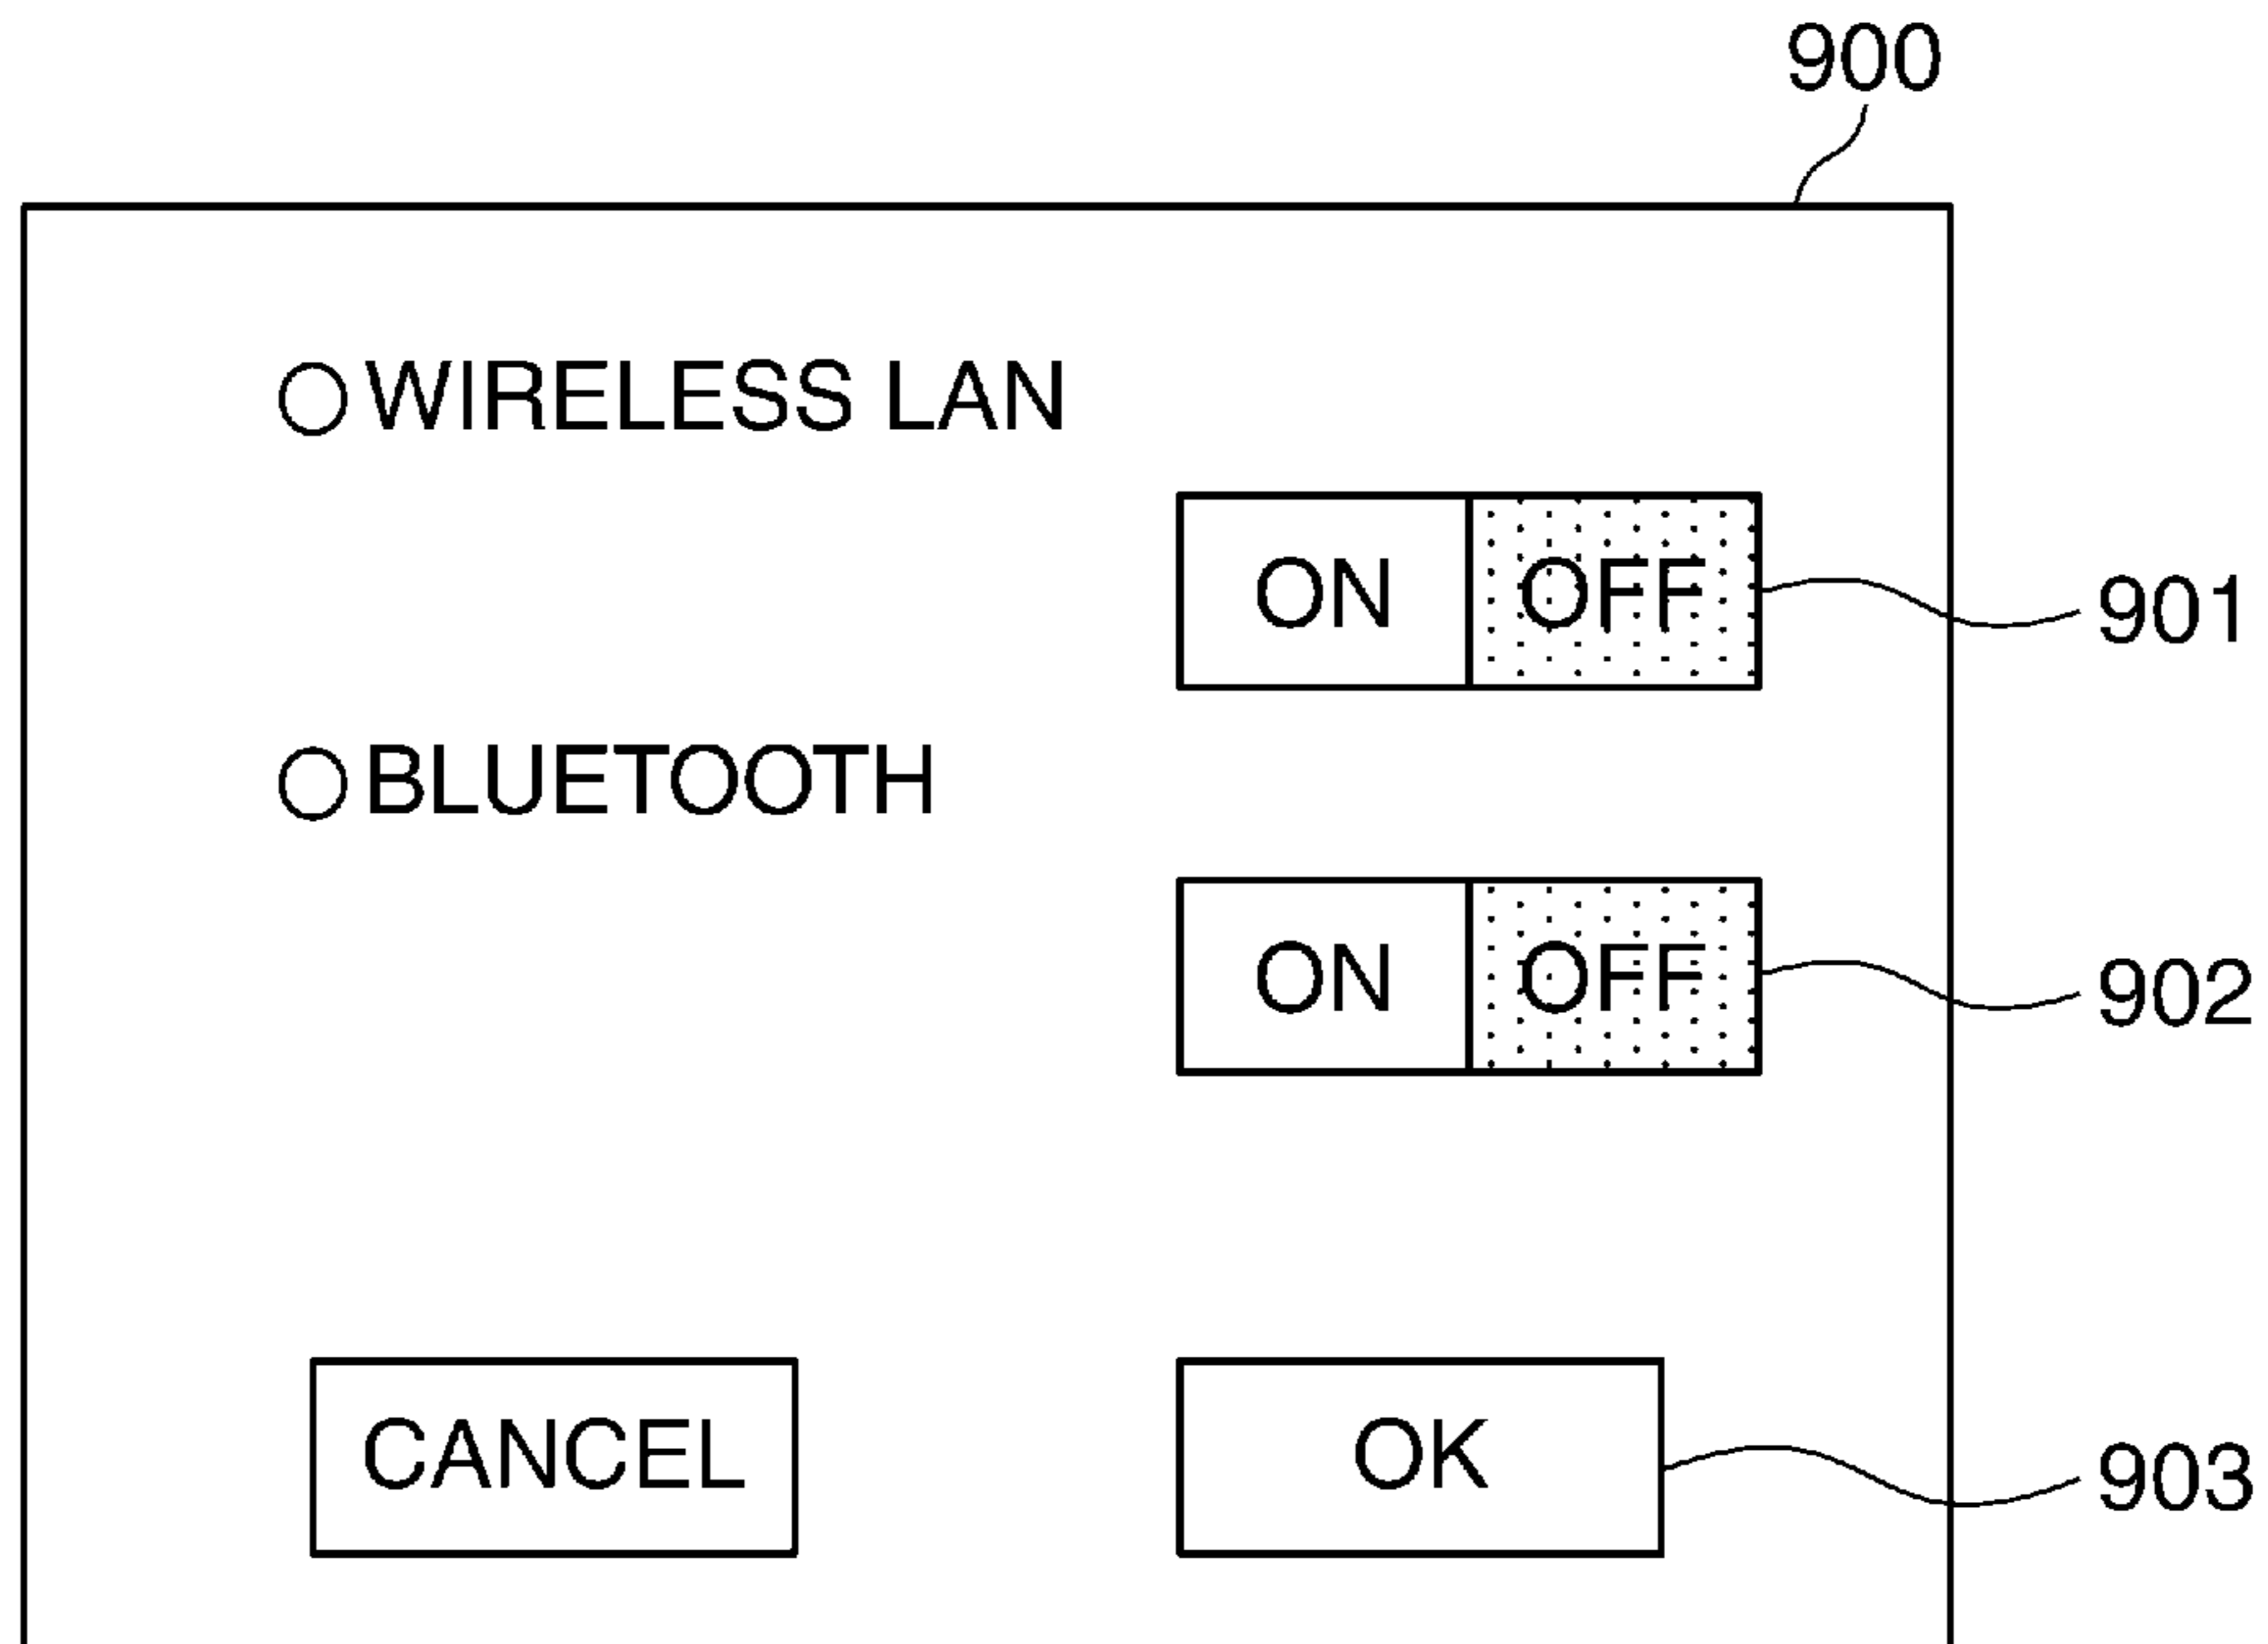 900
○ WIRELESS LAN
ON OFF 901
○ BLUETOOTH
ON OFF 902
CANCEL OK 903